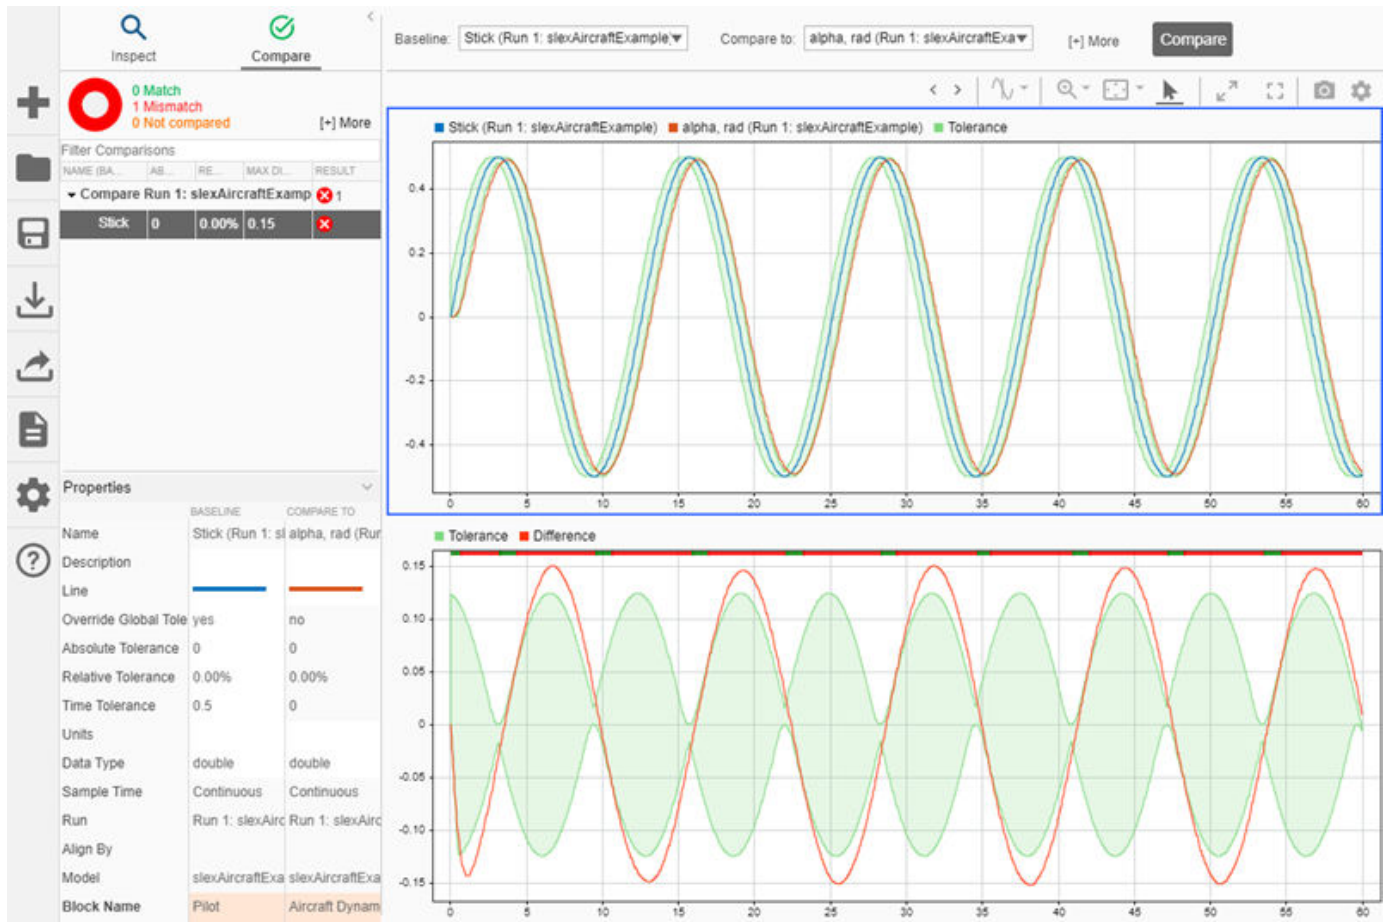 Inspect
Compare
0 Match
1 Mismatch
0 Not compared
[+] More
Filter Comparisons
NAME (BA... AB... RE... MAX DI... RESULT
Compare Run 1: slexAircraftExamp 1
Stick 0 0.00% 0.15
Properties
BASELINE COMPARE TO
Name Stick (Run 1: sl alpha, rad (Rur
Description
Line
Override Global Tole yes no
Absolute Tolerance 0 0
Relative Tolerance 0.00% 0.00%
Time Tolerance 0.5 0
Units
Data Type double double
Sample Time Continuous Continuous
Run Run 1: slexAirc Run 1: slexAirc
Align By
Model slexAircraftExa slexAircraftExa
Block Name Pilot Aircraft Dynam
Baseline: Stick (Run 1: slexAircraftExample) Compare to: alpha, rad (Run 1: slexAircraftExa [+] More Compare
Stick (Run 1: slexAircraftExample) alpha, rad (Run 1: slexAircraftExample) Tolerance
0.4
0.2
0
-0.2
-0.4
0 5 10 15 20 25 30 35 40 45 50 55 60
Tolerance Difference
0.15
0.10
0.05
0
-0.05
-0.10
-0.15
0 5 10 15 20 25 30 35 40 45 50 55 60